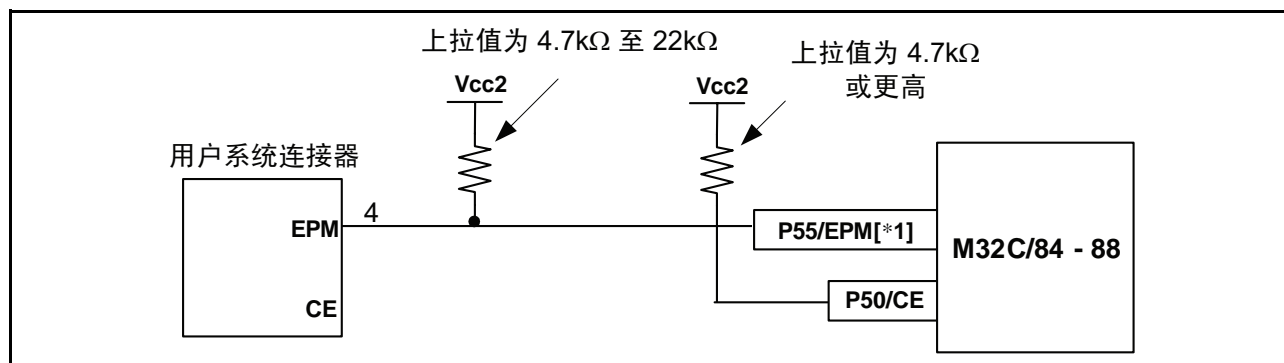 上拉值为 4.7kΩ 至 22kΩ
上拉值为 4.7kΩ
或更高
Vcc2
Vcc2
用户系统连接器
EPM
4
P55/EPM[*1]
M32C/84 - 88
CE
P50/CE